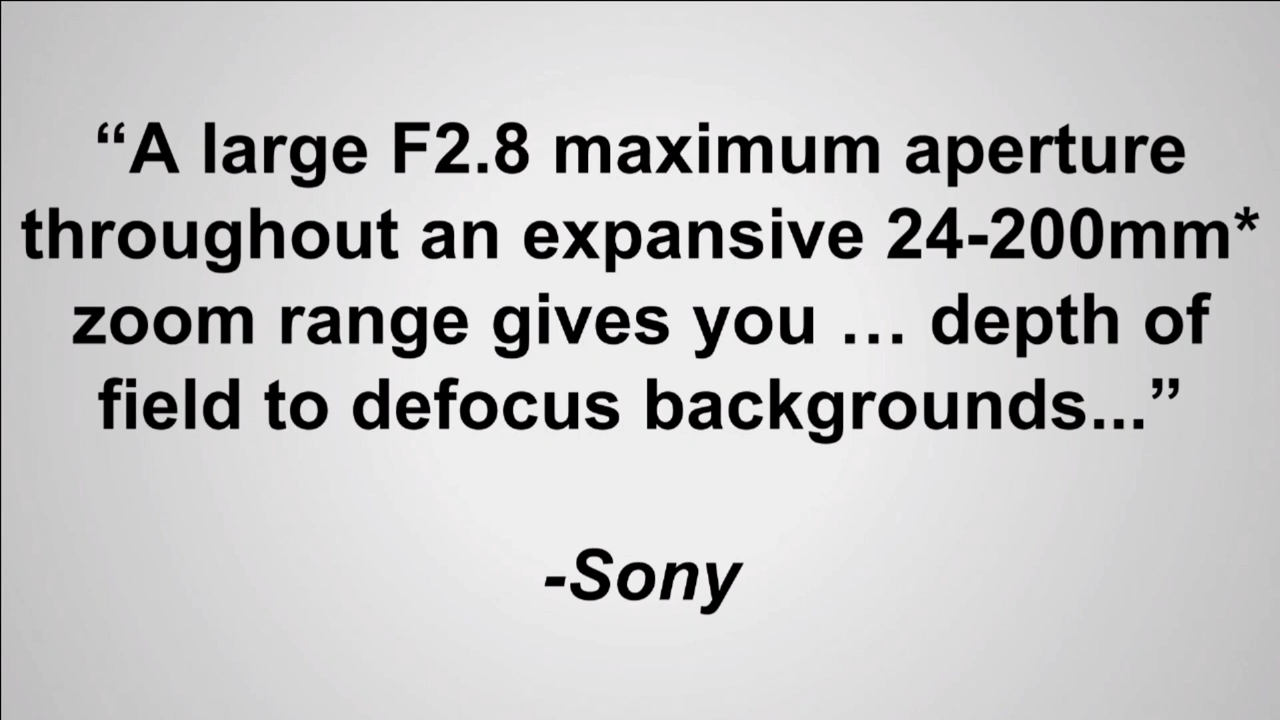 “A large F2.8 maximum aperture
throughout an expansive 24-200mm*
zoom range gives you … depth of
field to defocus backgrounds...”
-Sony